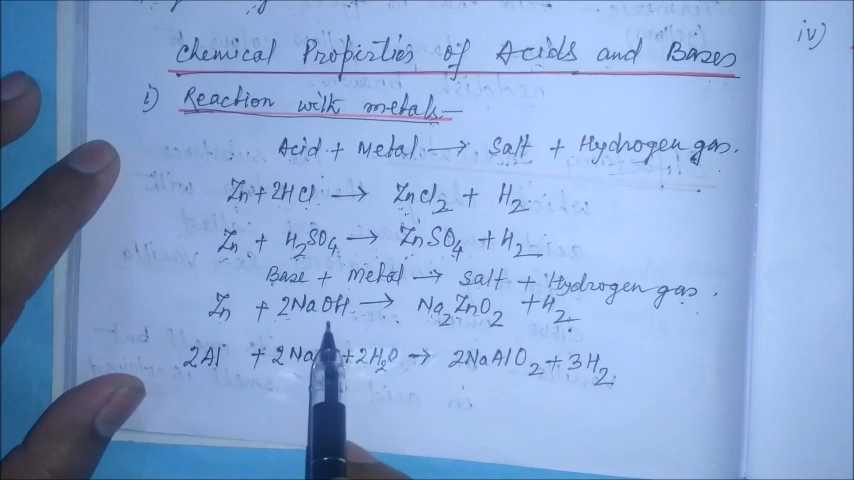 Chemical Properties of Acids and Bases
iv)
i) Reaction with metals:-
Acid + Metal → Salt + Hydrogen gas.
Zn + 2HCl → ZnCl2 + H2
Zn + H2SO4 → ZnSO4 + H2
Base + Metal → Salt + Hydrogen gas.
Zn + 2NaOH → Na2ZnO2 + H2
2Al + 2Na + 2H2O → 2NaAlO2 + 3H2